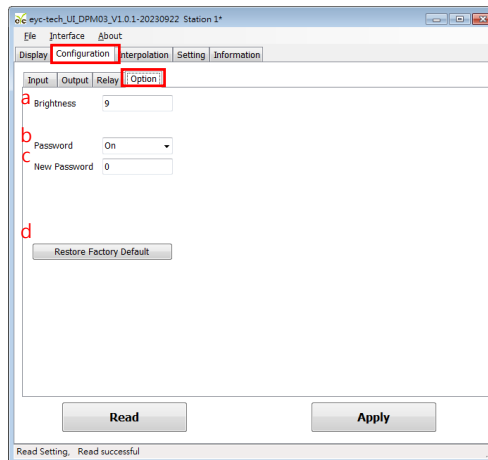 eyc-tech_UI_DPM03_V1.0.1-20230922 Station 1*
File Interface About
Display Configuration Interpolation Setting Information
Input Output Relay Option
a Brightness 9
b Password On
c New Password 0
d
Restore Factory Default
Read Apply
Read Setting, Read successful